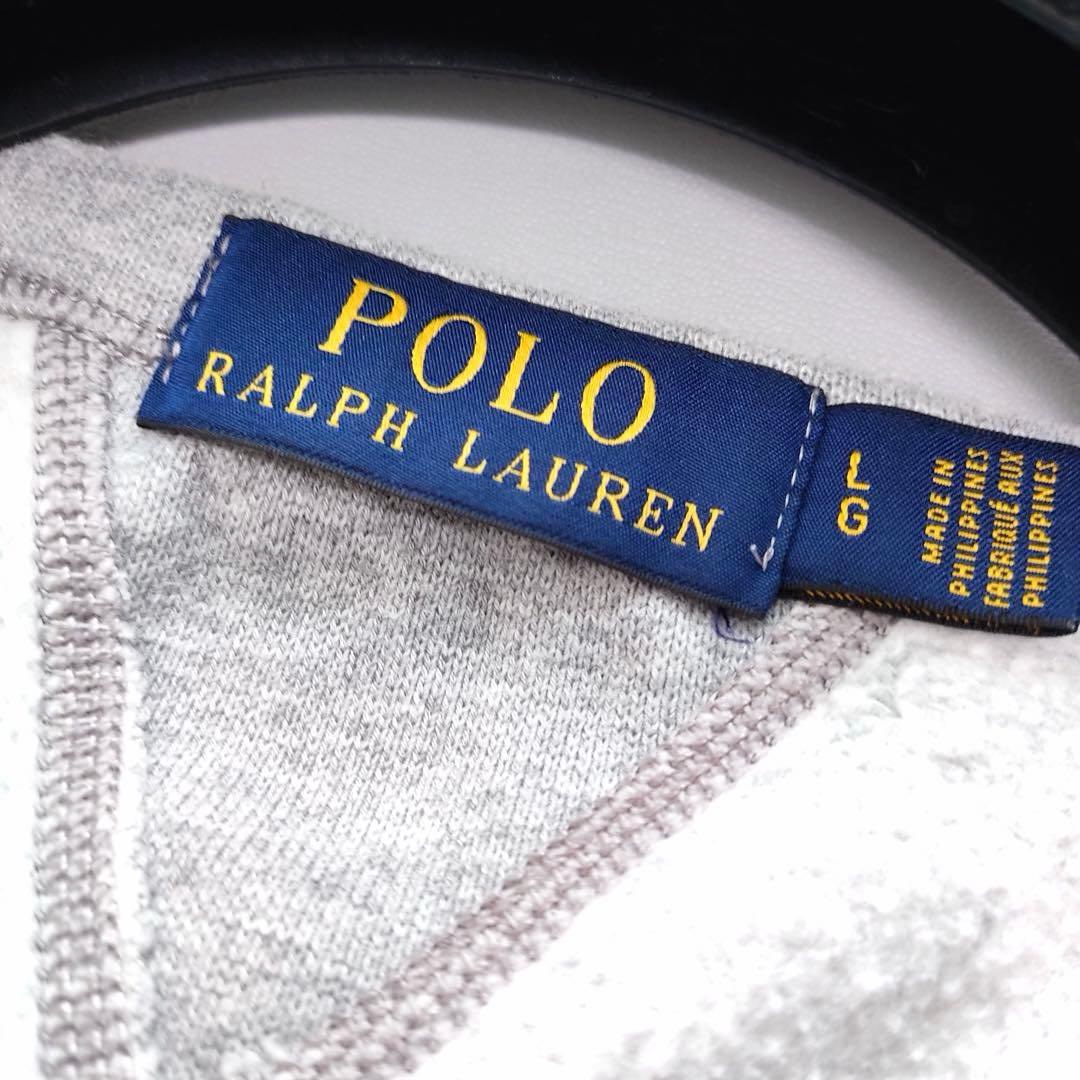 POLO
RALPH LAUREN
L
G
MADE IN
PHILIPPINES
FABRIQUÉ AUX
PHILIPPINES